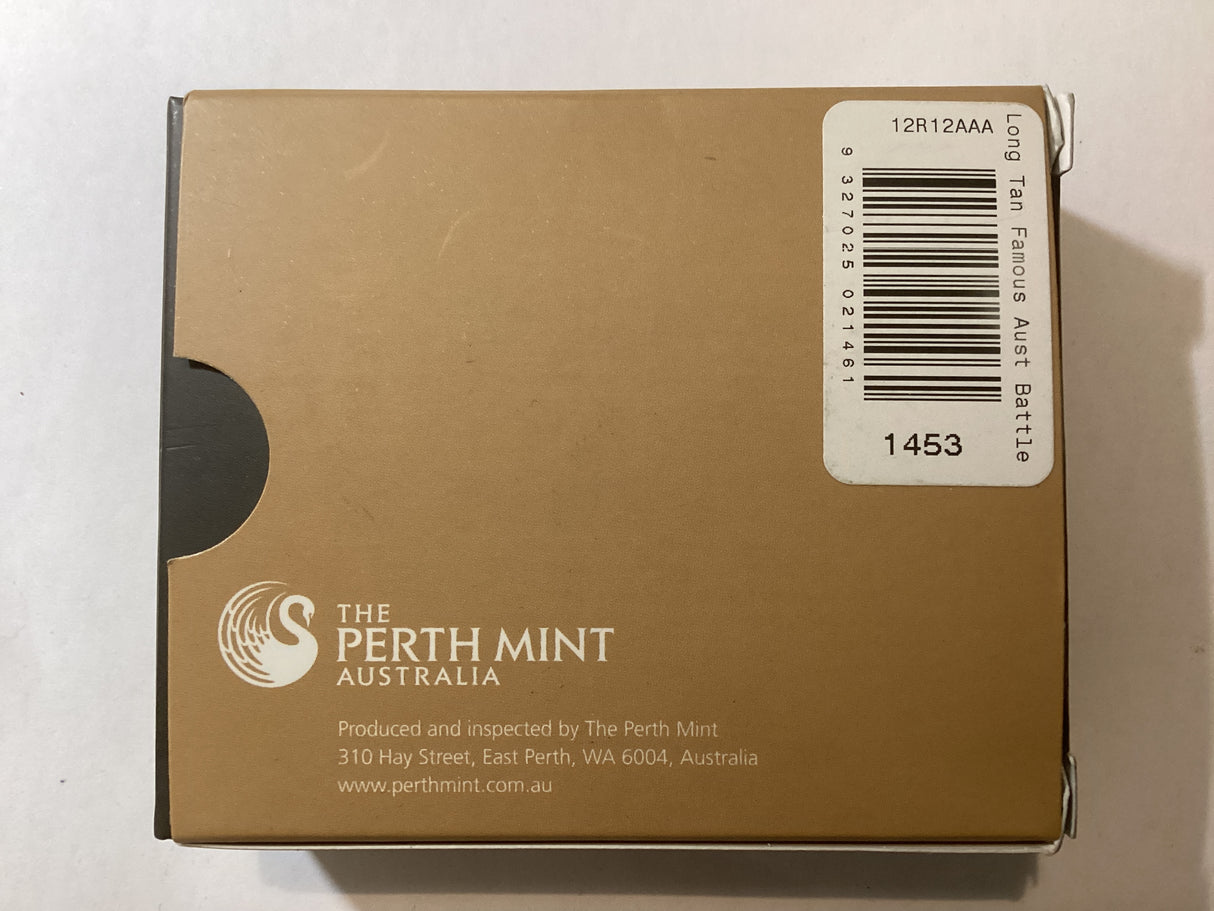 12R12AAA
Long Tan Famous Aust Battle
9 327025 021461
1453
THE
PERTH MINT
AUSTRALIA
Produced and inspected by The Perth Mint
310 Hay Street, East Perth, WA 6004, Australia
www.perthmint.com.au